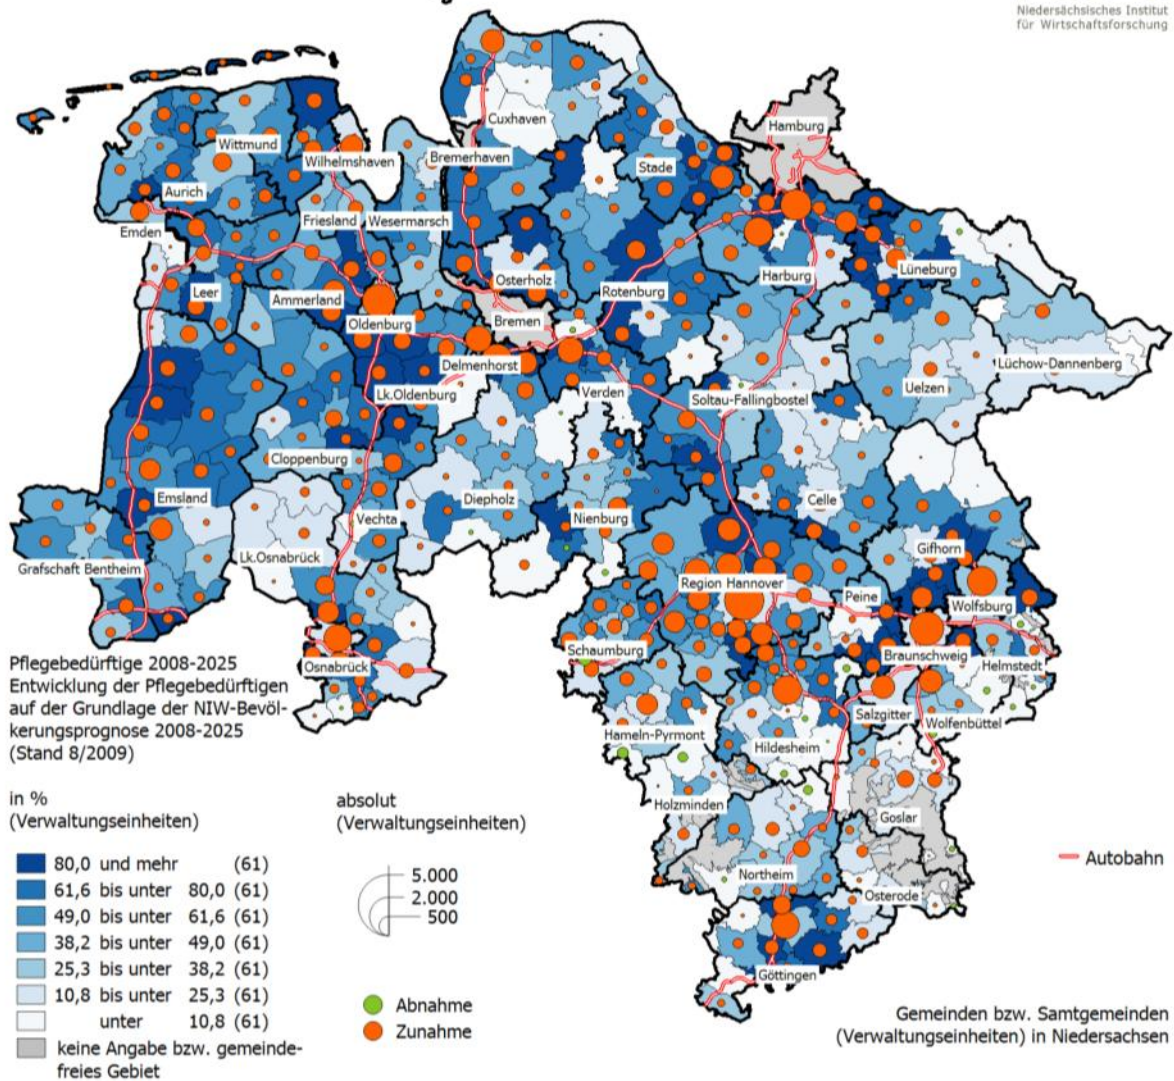 Niedersächsisches Institut
für Wirtschaftsforschung
Hamburg
Cuxhaven
Wittmund
Wilhelmshaven
Bremerhaven
Stade
Aurich
Friesland
Wesermarsch
Emden
Lüneburg
Harburg
Osterholz
Leer
Ammerland
Rotenburg
Oldenburg
Bremen
Delmenhorst
Lüchow-Dannenberg
Uelzen
Lk.Oldenburg
Verden
Soltau-Fallingbostel
Cloppenburg
Emsland
Diepholz
Celle
Vechta
Nienburg
Gifhorn
Lk.Osnabrück
Grafschaft Bentheim
Region Hannover
Peine
Wolfsburg
Schaumburg
Braunschweig
Helmstedt
Osnabrück
Salzgitter
Wolfenbüttel
Hameln-Pyrmont
Hildesheim
Holzminden
Goslar
Northeim
Osterode
Göttingen
Pflegebedürftige 2008-2025
Entwicklung der Pflegebedürftigen
auf der Grundlage der NIW-Bevöl-
kerungsprognose 2008-2025
(Stand 8/2009)
in %
(Verwaltungseinheiten)
80,0 und mehr (61)
61,6 bis unter 80,0 (61)
49,0 bis unter 61,6 (61)
38,2 bis unter 49,0 (61)
25,3 bis unter 38,2 (61)
10,8 bis unter 25,3 (61)
unter 10,8 (61)
keine Angabe bzw. gemeinde-
freies Gebiet
absolut
(Verwaltungseinheiten)
5.000
2.000
500
Abnahme
Zunahme
Autobahn
Gemeinden bzw. Samtgemeinden
(Verwaltungseinheiten) in Niedersachsen